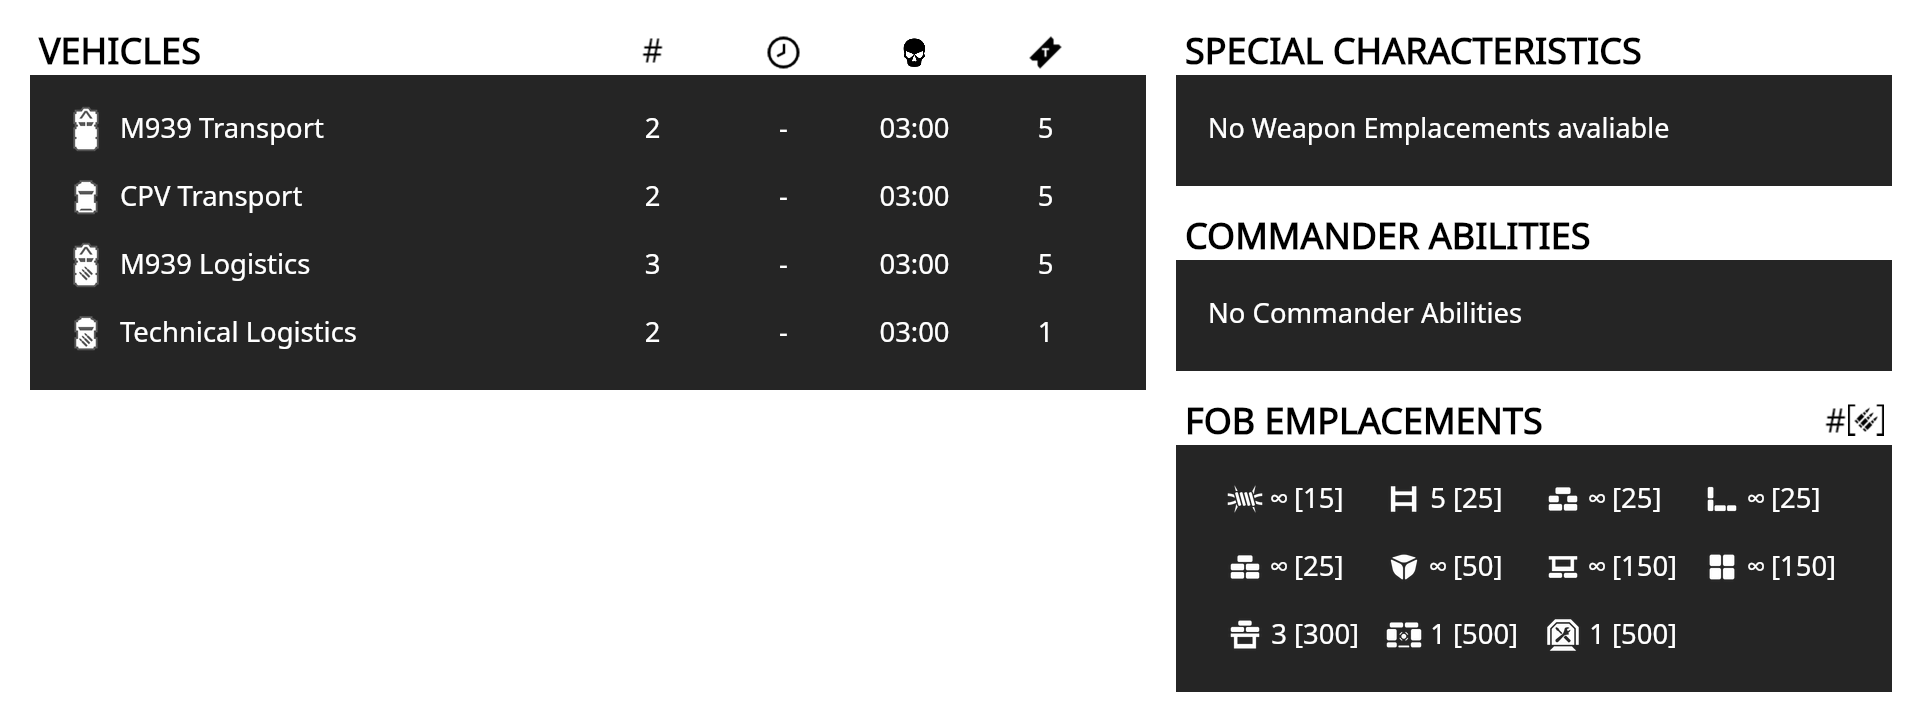 VEHICLES #
M939 Transport 2 - 03:00 5
CPV Transport 2 - 03:00 5
M939 Logistics 3 - 03:00 5
Technical Logistics 2 - 03:00 1
SPECIAL CHARACTERISTICS
No Weapon Emplacements avaliable
COMMANDER ABILITIES
No Commander Abilities
FOB EMPLACEMENTS #[]
∞ [15] 5 [25] ∞ [25] ∞ [25]
∞ [25] ∞ [50] ∞ [150] ∞ [150]
3 [300] 1 [500] 1 [500]